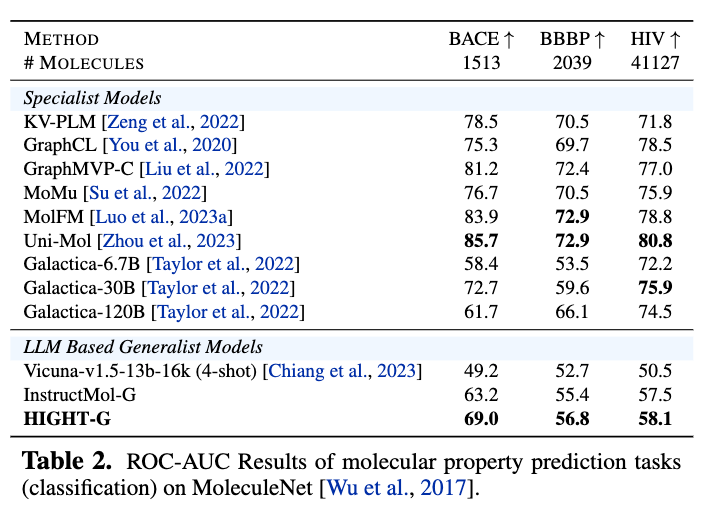 METHOD BACE ↑ BBBP ↑ HIV ↑
# MOLECULES 1513 2039 41127
Specialist Models
KV-PLM [Zeng et al., 2022] 78.5 70.5 71.8
GraphCL [You et al., 2020] 75.3 69.7 78.5
GraphMVP-C [Liu et al., 2022] 81.2 72.4 77.0
MoMu [Su et al., 2022] 76.7 70.5 75.9
MolFM [Luo et al., 2023a] 83.9 72.9 78.8
Uni-Mol [Zhou et al., 2023] 85.7 72.9 80.8
Galactica-6.7B [Taylor et al., 2022] 58.4 53.5 72.2
Galactica-30B [Taylor et al., 2022] 72.7 59.6 75.9
Galactica-120B [Taylor et al., 2022] 61.7 66.1 74.5
LLM Based Generalist Models
Vicuna-v1.5-13b-16k (4-shot) [Chiang et al., 2023] 49.2 52.7 50.5
InstructMol-G 63.2 55.4 57.5
HIGHT-G 69.0 56.8 58.1
Table 2. ROC-AUC Results of molecular property prediction tasks
(classification) on MoleculeNet [Wu et al., 2017].